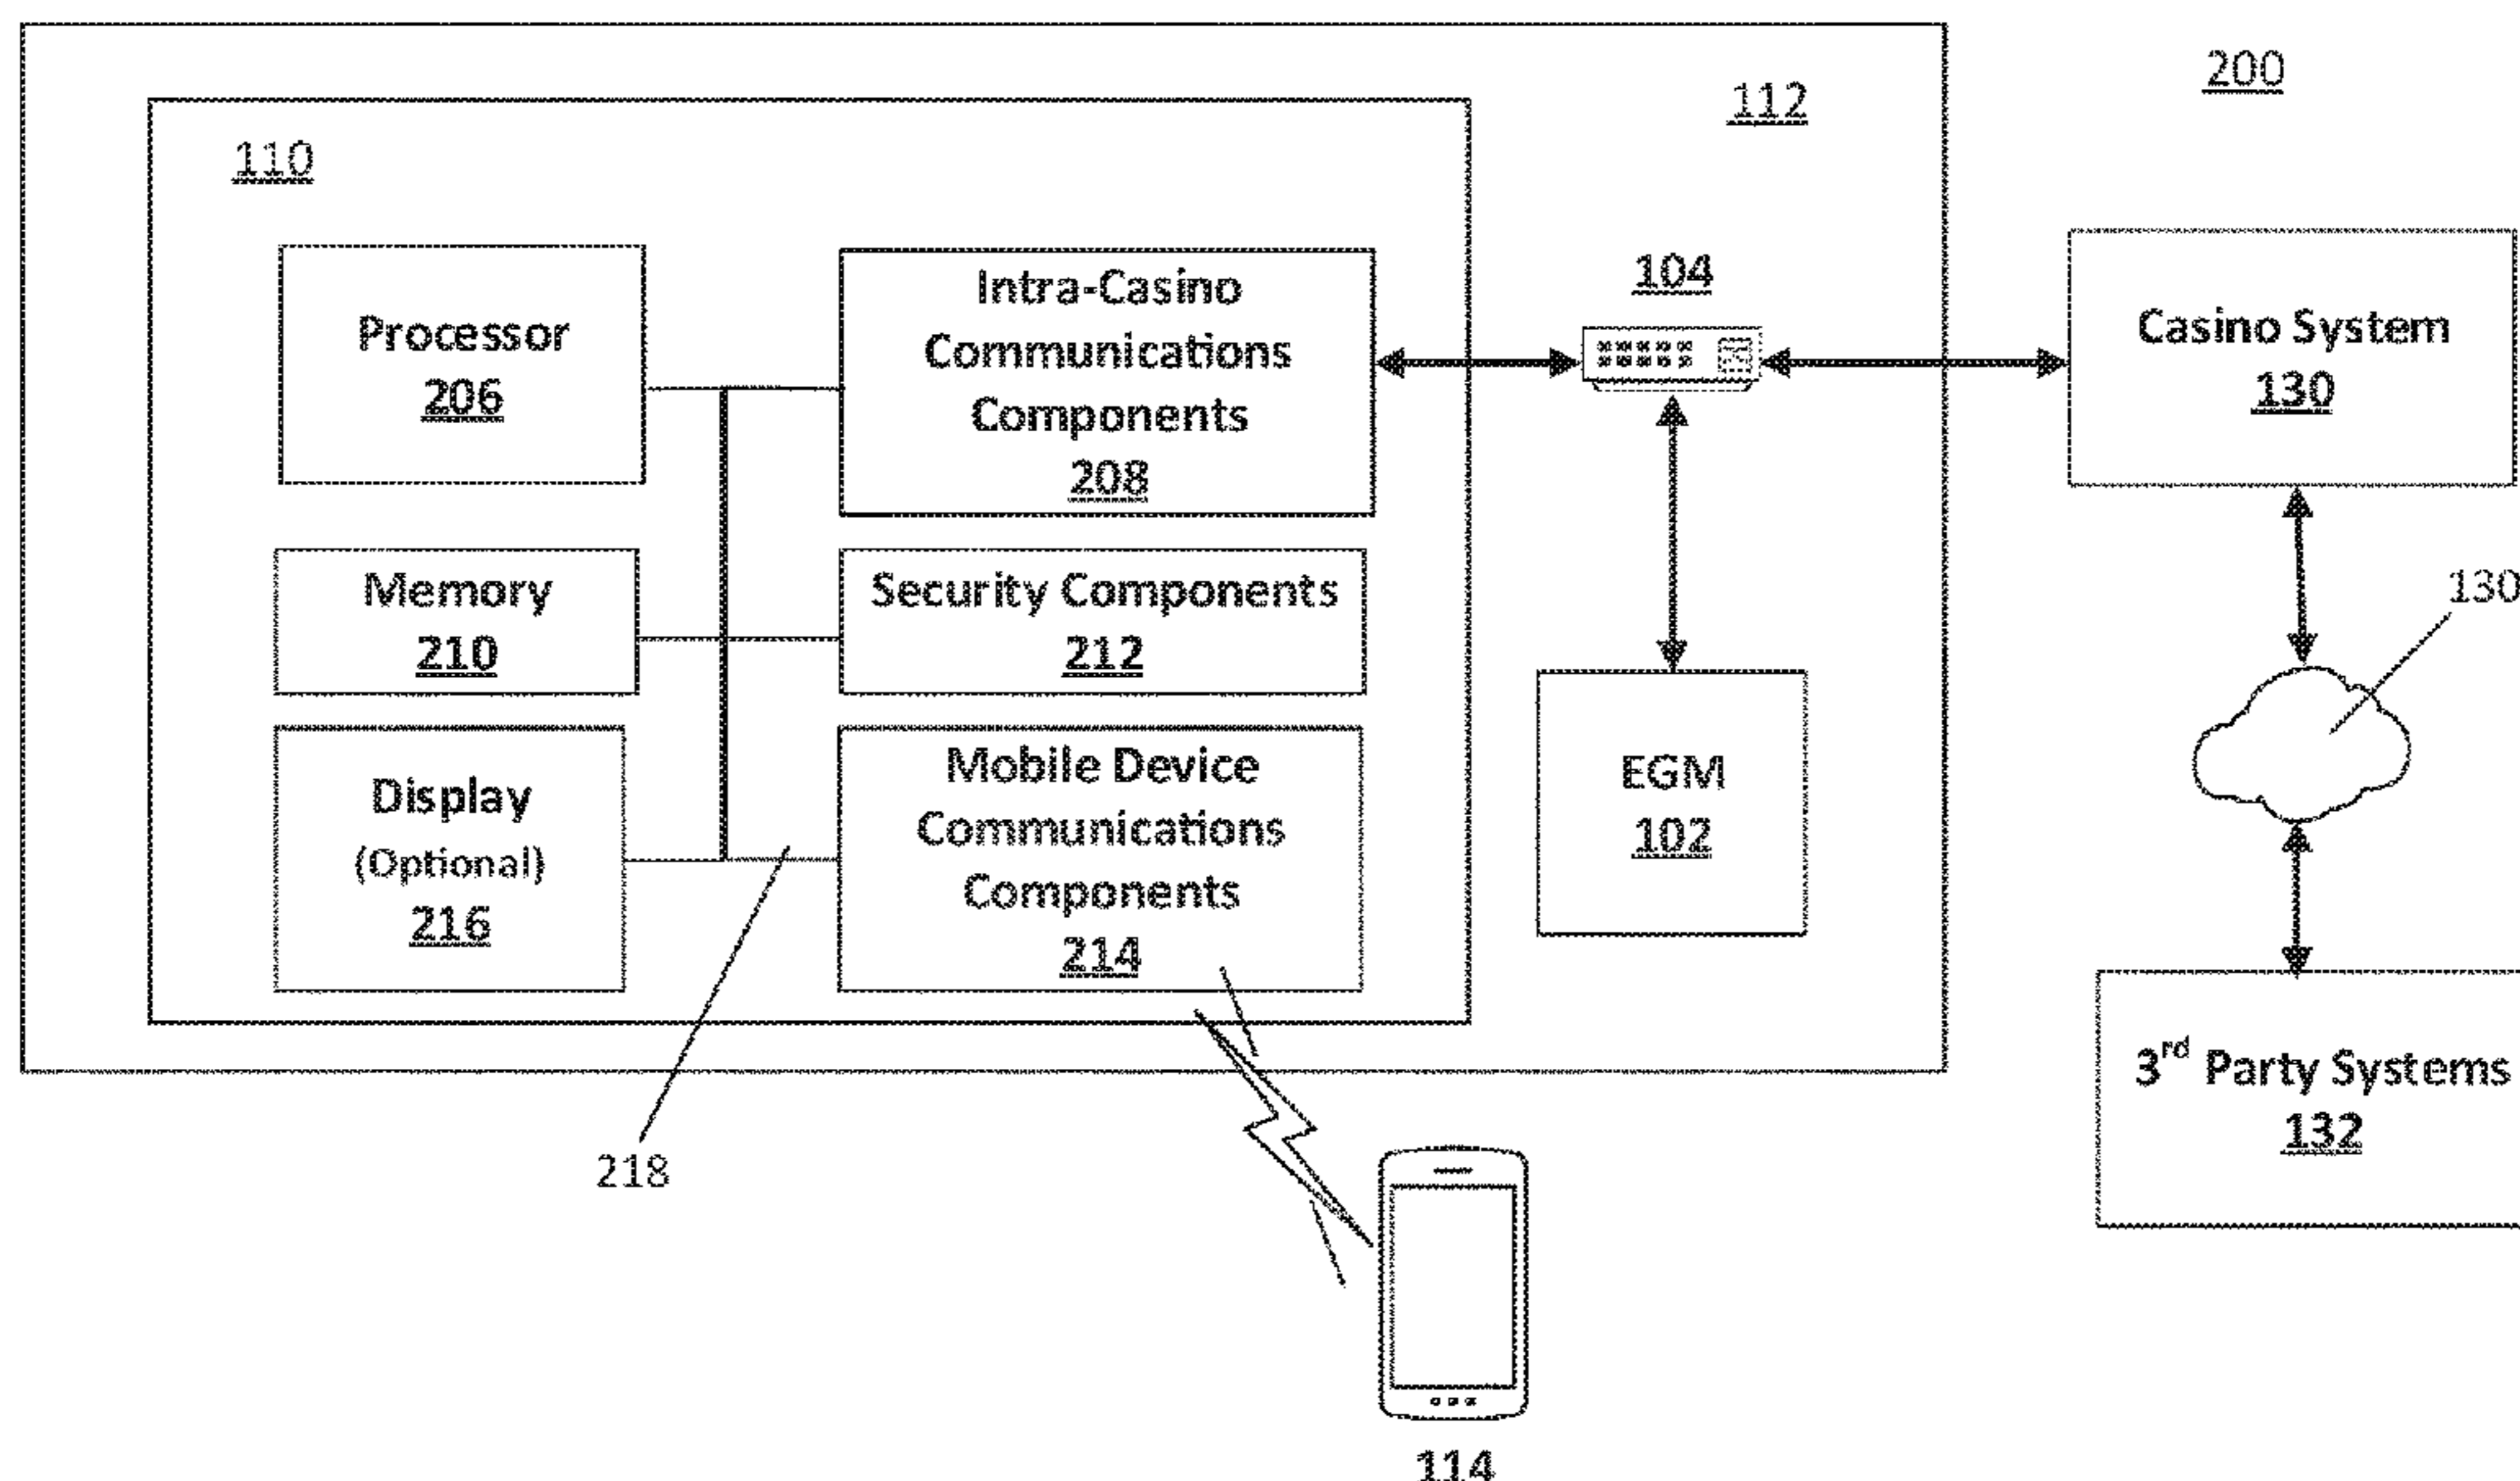 200
112
110
Processor
206
Intra-Casino
Communications
Components
208
104
Casino System
130
Memory
210
Security Components
212
130
Display
(Optional)
216
Mobile Device
Communications
Components
214
EGM
102
218
3rd Party Systems
132
114